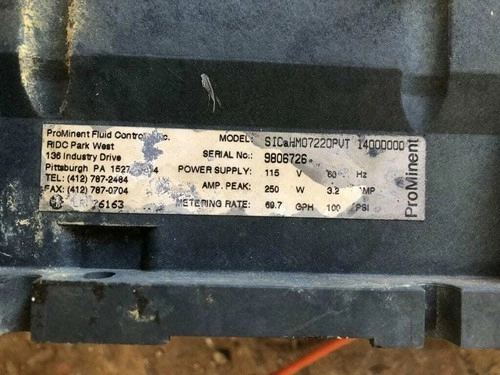 ProMinent Fluid Controls, Inc.
RIDC Park West
136 Industry Drive
Pittsburgh PA
TEL: (412) 787-2484
FAX: (412) 787-0704
MODEL: SICaHM07220PVT 14000000
SERIAL No.: 9806726
POWER SUPPLY: 115 V 60 Hz
AMP. PEAK: 250 W 3.2 AMP
METERING RATE: 69.7 GPH 100 PSI
ProMinent